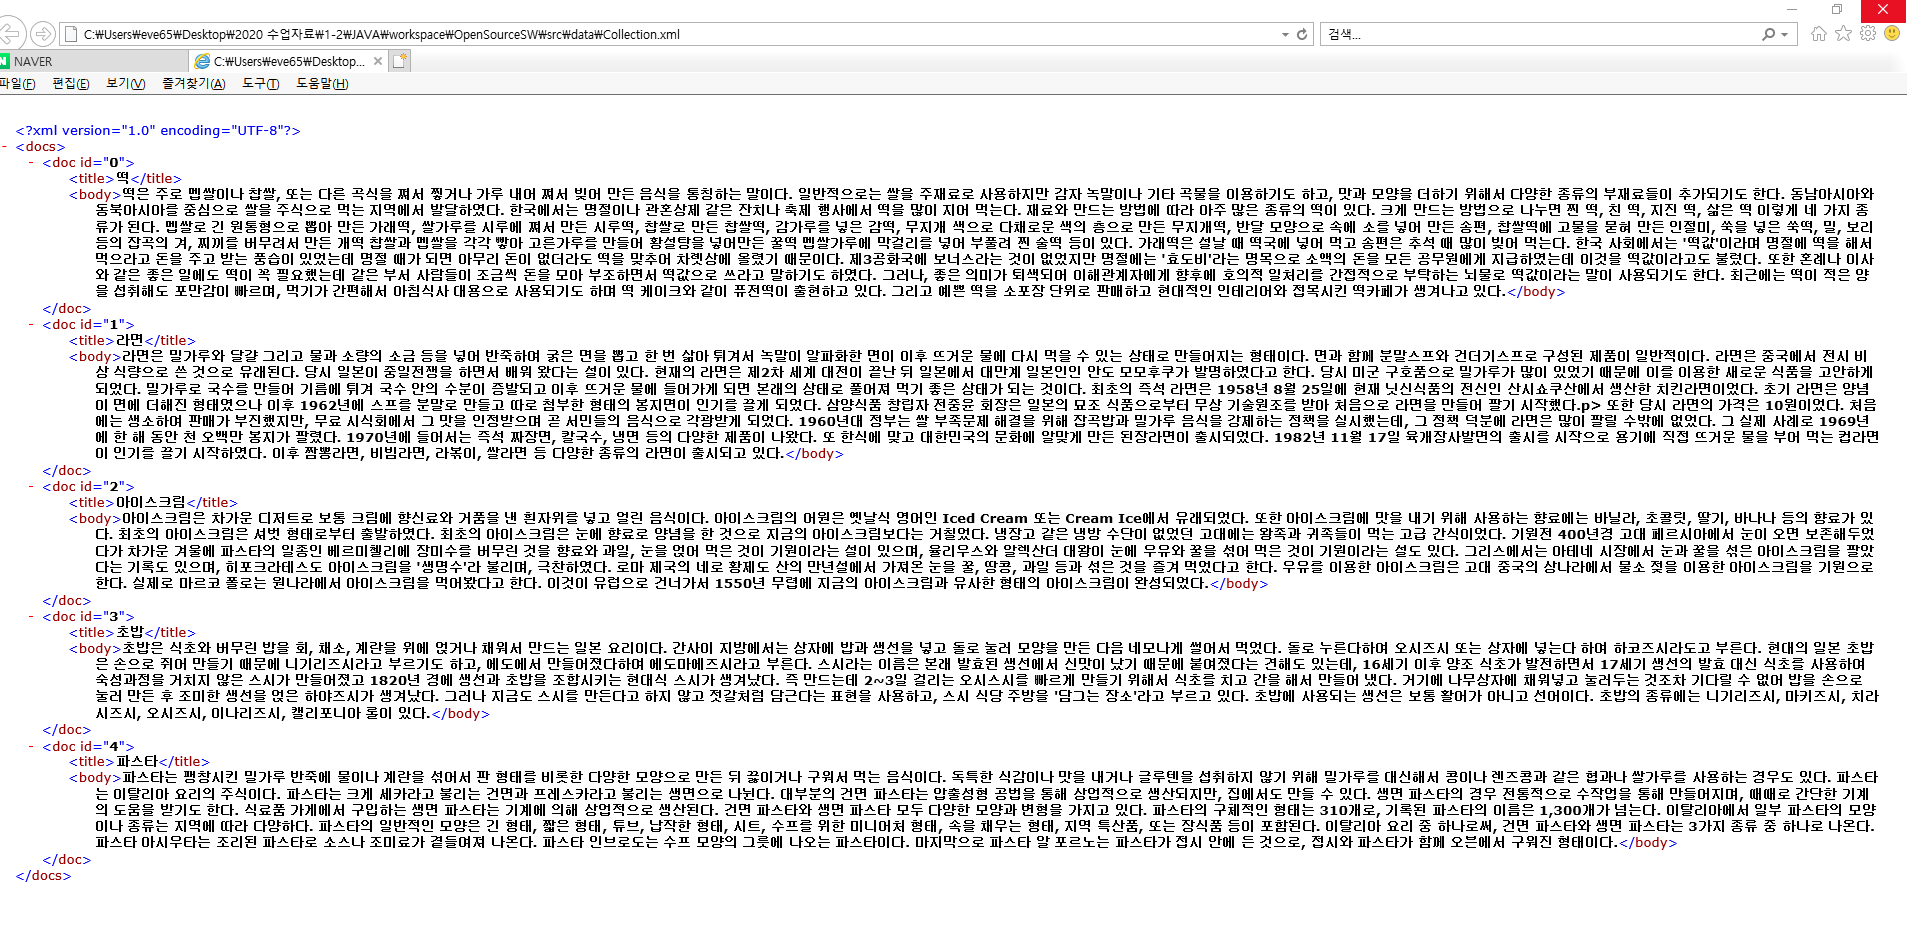 C:₩Users₩eve65₩Desktop₩2020 수업자료₩1-2₩JAVA₩workspace₩OpenSourceSW₩src₩data₩Collection.xml
검색...
NAVER
C:₩Users₩eve65₩Desktop...
파일(F) 편집(E) 보기(V) 즐겨찾기(A) 도구(T) 도움말(H)
<?xml version="1.0" encoding="UTF-8"?>
- <docs>
- <doc id="0">
<title>떡</title>
<body>떡은 주로 멥쌀이나 찹쌀, 또는 다른 곡식을 쪄서 찧거나 가루 내어 쪄서 빚어 만든 음식을 통칭하는 말이다. 일반적으로는 쌀을 주재료로 사용하지만 감자 녹말이나 기타 곡물을 이용하기도 하고, 맛과 모양을 더하기 위해서 다양한 종류의 부재료들이 추가되기도 한다. 동남아시아와
동북아시아를 중심으로 쌀을 주식으로 먹는 지역에서 발달하였다. 한국에서는 명절이나 관혼상제 같은 잔치나 축제 행사에서 떡을 많이 지어 먹는다. 재료와 만드는 방법에 따라 아주 많은 종류의 떡이 있다. 크게 만드는 방법으로 나누면 찐 떡, 친 떡, 지진 떡, 삶은 떡 이렇게 네 가지 종
류가 된다. 멥쌀로 긴 원통형으로 뽑아 만든 가래떡, 쌀가루를 시루에 쪄서 만든 시루떡, 찹쌀로 만든 찹쌀떡, 감가루를 넣은 감떡, 무지개 색으로 다채로운 색의 층으로 만든 무지개떡, 반달 모양으로 속에 소를 넣어 만든 송편, 찹쌀떡에 고물을 묻혀 만든 인절미, 쑥을 넣은 쑥떡, 밀, 보리
등의 잡곡의 겨, 찌끼를 버무려서 만든 개떡 찹쌀과 멥쌀을 각각 빻아 고른가루를 만들어 황설탕을 넣어만든 꿀떡 멥쌀가루에 막걸리를 넣어 부풀려 찐 술떡 등이 있다. 가래떡은 설날 때 떡국에 넣어 먹고 송편은 추석 때 많이 빚어 먹는다. 한국 사회에서는 '떡값'이라며 명절에 떡을 해서
먹으라고 돈을 주고 받는 풍습이 있었는데 명절 때가 되면 아무리 돈이 없더라도 떡을 맞추어 차롓상에 올렸기 때문이다. 제3공화국에 보너스라는 것이 없었지만 명절에는 '효도비'라는 명목으로 소액의 돈을 모든 공무원에게 지급하였는데 이것을 떡값이라고도 불렀다. 또한 혼례나 이사
와 같은 좋은 일에도 떡이 꼭 필요했는데 같은 부서 사람들이 조금씩 돈을 모아 부조하면서 떡값으로 쓰라고 말하기도 하였다. 그러나, 좋은 의미가 퇴색되어 이해관계자에게 향후에 호의적 일처리를 간접적으로 부탁하는 뇌물로 떡값이라는 말이 사용되기도 한다. 최근에는 떡이 적은 양
을 섭취해도 포만감이 빠르며, 먹기가 간편해서 아침식사 대용으로 사용되기도 하며 떡 케이크와 같이 퓨전떡이 출현하고 있다. 그리고 예쁜 떡을 소포장 단위로 판매하고 현대적인 인테리어와 접목시킨 떡카페가 생겨나고 있다.</body>
</doc>
- <doc id="1">
<title>라면</title>
<body>라면은 밀가루와 달걀 그리고 물과 소량의 소금 등을 넣어 반죽하여 굵은 면을 뽑고 한 번 삶아 튀겨서 녹말이 알파화한 면이 이후 뜨거운 물에 다시 먹을 수 있는 상태로 만들어지는 형태이다. 면과 함께 분말스프와 건더기스프로 구성된 제품이 일반적이다. 라면은 중국에서 전시 비
상 식량으로 쓴 것으로 유래된다. 당시 일본이 중일전쟁을 하면서 배워 왔다는 설이 있다. 현재의 라면은 제2차 세계 대전이 끝난 뒤 일본에서 대만계 일본인인 안도 모모후쿠가 발명하였다고 한다. 당시 미군 구호품으로 밀가루가 많이 있었기 때문에 이를 이용한 새로운 식품을 고안하게
되었다. 밀가루로 국수를 만들어 기름에 튀겨 국수 안의 수분이 증발되고 이후 뜨거운 물에 들어가게 되면 본래의 상태로 풀어져 먹기 좋은 상태가 되는 것이다. 최초의 즉석 라면은 1958년 8월 25일에 현재 닛신식품의 전신인 산시쇼쿠산에서 생산한 치킨라면이었다. 초기 라면은 양념
이 면에 더해진 형태였으나 이후 1962년에 스프를 분말로 만들고 따로 첨부한 형태의 봉지면이 인기를 끌게 되었다. 삼양식품 창립자 전중윤 회장은 일본의 묘조 식품으로부터 무상 기술원조를 받아 처음으로 라면을 만들어 팔기 시작했다.p> 또한 당시 라면의 가격은 10원이었다. 처음
에는 생소하여 판매가 부진했지만, 무료 시식회에서 그 맛을 인정받으며 곧 서민들의 음식으로 각광받게 되었다. 1960년대 정부는 쌀 부족문제 해결을 위해 잡곡밥과 밀가루 음식을 강제하는 정책을 실시했는데, 그 정책 덕분에 라면은 많이 팔릴 수밖에 없었다. 그 실제 사례로 1969년
에 한 해 동안 천 오백만 봉지가 팔렸다. 1970년에 들어서는 즉석 짜장면, 칼국수, 냉면 등의 다양한 제품이 나왔다. 또 한식에 맞고 대한민국의 문화에 알맞게 만든 된장라면이 출시되었다. 1982년 11월 17일 육개장사발면의 출시를 시작으로 용기에 직접 뜨거운 물을 부어 먹는 컵라면
이 인기를 끌기 시작하였다. 이후 짬뽕라면, 비빔라면, 라볶이, 쌀라면 등 다양한 종류의 라면이 출시되고 있다.</body>
</doc>
- <doc id="2">
<title>아이스크림</title>
<body>아이스크림은 차가운 디저트로 보통 크림에 향신료와 거품을 낸 흰자위를 넣고 얼린 음식이다. 아이스크림의 어원은 옛날식 영어인 Iced Cream 또는 Cream Ice에서 유래되었다. 또한 아이스크림에 맛을 내기 위해 사용하는 향료에는 바닐라, 초콜릿, 딸기, 바나나 등의 향료가 있
다. 최초의 아이스크림은 셔벗 형태로부터 출발하였다. 최초의 아이스크림은 눈에 향료로 양념을 한 것으로 지금의 아이스크림보다는 거칠었다. 냉장고 같은 냉방 수단이 없었던 고대에는 왕족과 귀족들이 먹는 고급 간식이었다. 기원전 400년경 고대 페르시아에서 눈이 오면 보존해두었
다가 차가운 겨울에 파스타의 일종인 베르미첼리에 장미수를 버무린 것을 향료와 과일, 눈을 얹어 먹은 것이 기원이라는 설이 있으며, 율리우스와 알렉산더 대왕이 눈에 우유와 꿀을 섞어 먹은 것이 기원이라는 설도 있다. 그리스에서는 아테네 시장에서 눈과 꿀을 섞은 아이스크림을 팔았
다는 기록도 있으며, 히포크라테스도 아이스크림을 '생명수'라 불리며, 극찬하였다. 로마 제국의 네로 황제도 산의 만년설에서 가져온 눈을 꿀, 땅콩, 과일 등과 섞은 것을 즐겨 먹었다고 한다. 우유를 이용한 아이스크림은 고대 중국의 상나라에서 물소 젖을 이용한 아이스크림을 기원으로
한다. 실제로 마르코 폴로는 원나라에서 아이스크림을 먹어봤다고 한다. 이것이 유럽으로 건너가서 1550년 무렵에 지금의 아이스크림과 유사한 형태의 아이스크림이 완성되었다.</body>
</doc>
- <doc id="3">
<title>초밥</title>
<body>초밥은 식초와 버무린 밥을 회, 채소, 계란을 위에 얹거나 채워서 만드는 일본 요리이다. 간사이 지방에서는 상자에 밥과 생선을 넣고 돌로 눌러 모양을 만든 다음 네모나게 썰어서 먹었다. 돌로 누른다하여 오시즈시 또는 상자에 넣는다 하여 하코즈시라도고 부른다. 현대의 일본 초밥
은 손으로 쥐어 만들기 때문에 니기리즈시라고 부르기도 하고, 에도에서 만들어졌다하여 에도마에즈시라고 부른다. 스시라는 이름은 본래 발효된 생선에서 신맛이 났기 때문에 붙여졌다는 견해도 있는데, 16세기 이후 양조 식초가 발전하면서 17세기 생선의 발효 대신 식초를 사용하여
숙성과정을 거치지 않은 스시가 만들어졌고 1820년 경에 생선과 초밥을 조합시키는 현대식 스시가 생겨났다. 즉 만드는데 2~3일 걸리는 오시스시를 빠르게 만들기 위해서 식초를 치고 간을 해서 만들어 냈다. 거기에 나무상자에 채워넣고 눌러두는 것조차 기다릴 수 없어 밥을 손으로
눌러 만든 후 조미한 생선을 얹은 하야즈시가 생겨났다. 그러나 지금도 스시를 만든다고 하지 않고 젓갈처럼 담근다는 표현을 사용하고, 스시 식당 주방을 '담그는 장소'라고 부르고 있다. 초밥에 사용되는 생선은 보통 활어가 아니고 선어이다. 초밥의 종류에는 니기리즈시, 마키즈시, 치라
시즈시, 오시즈시, 이나리즈시, 캘리포니아 롤이 있다.</body>
</doc>
- <doc id="4">
<title>파스타</title>
<body>파스타는 팽창시킨 밀가루 반죽에 물이나 계란을 섞어서 판 형태를 비롯한 다양한 모양으로 만든 뒤 끓이거나 구워서 먹는 음식이다. 독특한 식감이나 맛을 내거나 글루텐을 섭취하지 않기 위해 밀가루를 대신해서 콩이나 렌즈콩과 같은 협과나 쌀가루를 사용하는 경우도 있다. 파스타
는 이탈리아 요리의 주식이다. 파스타는 크게 세카라고 불리는 건면과 프레스카라고 불리는 생면으로 나뉜다. 대부분의 건면 파스타는 압출성형 공법을 통해 상업적으로 생산되지만, 집에서도 만들 수 있다. 생면 파스타의 경우 전통적으로 수작업을 통해 만들어지며, 때때로 간단한 기계
의 도움을 받기도 한다. 식료품 가게에서 구입하는 생면 파스타는 기계에 의해 상업적으로 생산된다. 건면 파스타와 생면 파스타 모두 다양한 모양과 변형을 가지고 있다. 파스타의 구체적인 형태는 310개로, 기록된 파스타의 이름은 1,300개가 넘는다. 이탈리아에서 일부 파스타의 모양
이나 종류는 지역에 따라 다양하다. 파스타의 일반적인 모양은 긴 형태, 짧은 형태, 튜브, 납작한 형태, 시트, 수프를 위한 미니어처 형태, 속을 채우는 형태, 지역 특산품, 또는 장식품 등이 포함된다. 이탈리아 요리 중 하나로써, 건면 파스타와 생면 파스타는 3가지 종류 중 하나로 나온다.
파스타 아시우타는 조리된 파스타로 소스나 조미료가 곁들여져 나온다. 파스타 인브로도는 수프 모양의 그릇에 나오는 파스타이다. 마지막으로 파스타 알 포르노는 파스타가 접시 안에 든 것으로, 접시와 파스타가 함께 오븐에서 구워진 형태이다.</body>
</doc>
</docs>